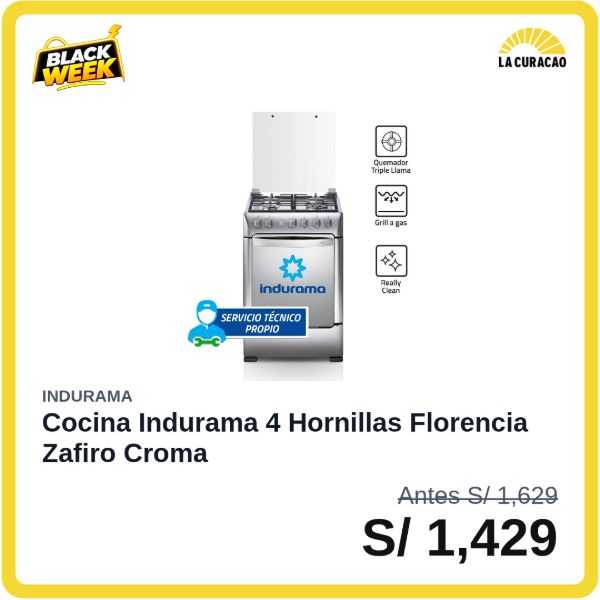 BLACK
WEEK
LA CURACAO
Quemador
Triple Llama
Grill a gas
Really
Clean
indurama
SERVICIO TÉCNICO
PROPIO
INDURAMA
Cocina Indurama 4 Hornillas Florencia
Zafiro Croma
Antes S/ 1,629
S/ 1,429